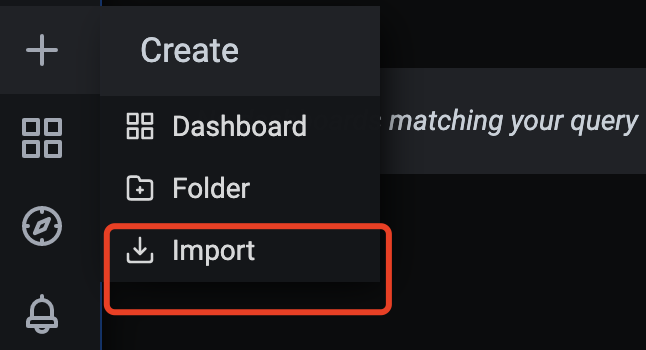 Create
Dashboard
matching your query
Folder
Import